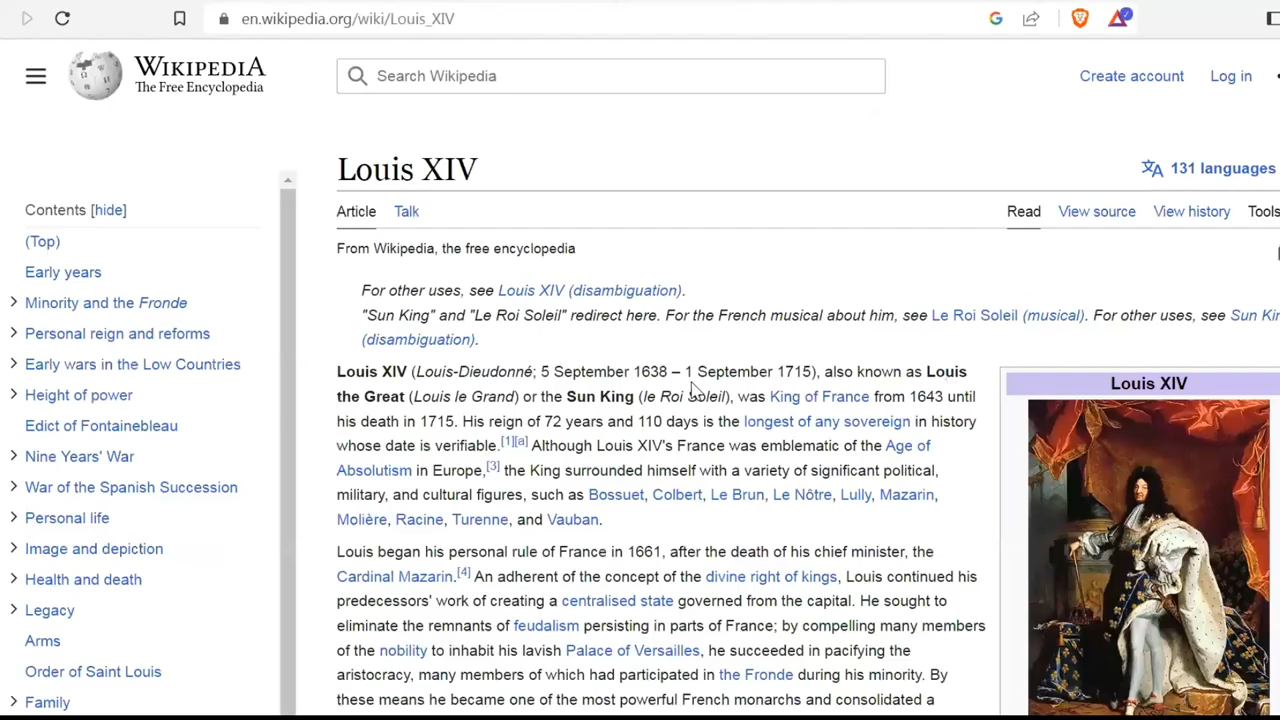 en.wikipedia.org/wiki/Louis_XIV
WIKIPEDIA
The Free Encyclopedia
Search Wikipedia
Create account
Log in
Louis XIV
131 languages
Contents [hide]
Article
Talk
Read
View source
View history
Tools
(Top)
From Wikipedia, the free encyclopedia
Early years
Minority and the Fronde
Personal reign and reforms
Early wars in the Low Countries
Height of power
Edict of Fontainebleau
Nine Years' War
War of the Spanish Succession
Personal life
Image and depiction
Health and death
Legacy
Arms
Order of Saint Louis
Family
For other uses, see Louis XIV (disambiguation).
"Sun King" and "Le Roi Soleil" redirect here. For the French musical about him, see Le Roi Soleil (musical). For other uses, see Sun
(disambiguation).
Louis XIV (Louis-Dieudonné; 5 September 1638 – 1 September 1715), also known as Louis
the Great (Louis le Grand) or the Sun King (le Roi Soleil), was King of France from 1643 until
his death in 1715. His reign of 72 years and 110 days is the longest of any sovereign in history
whose date is verifiable.[1][a] Although Louis XIV's France was emblematic of the Age of
Absolutism in Europe,[3] the King surrounded himself with a variety of significant political,
military, and cultural figures, such as Bossuet, Colbert, Le Brun, Le Nôtre, Lully, Mazarin,
Molière, Racine, Turenne, and Vauban.
Louis began his personal rule of France in 1661, after the death of his chief minister, the
Cardinal Mazarin.[4] An adherent of the concept of the divine right of kings, Louis continued his
predecessors' work of creating a centralised state governed from the capital. He sought to
eliminate the remnants of feudalism persisting in parts of France; by compelling many members
of the nobility to inhabit his lavish Palace of Versailles, he succeeded in pacifying the
aristocracy, many members of which had participated in the Fronde during his minority. By
these means he became one of the most powerful French monarchs and consolidated a
Louis XIV